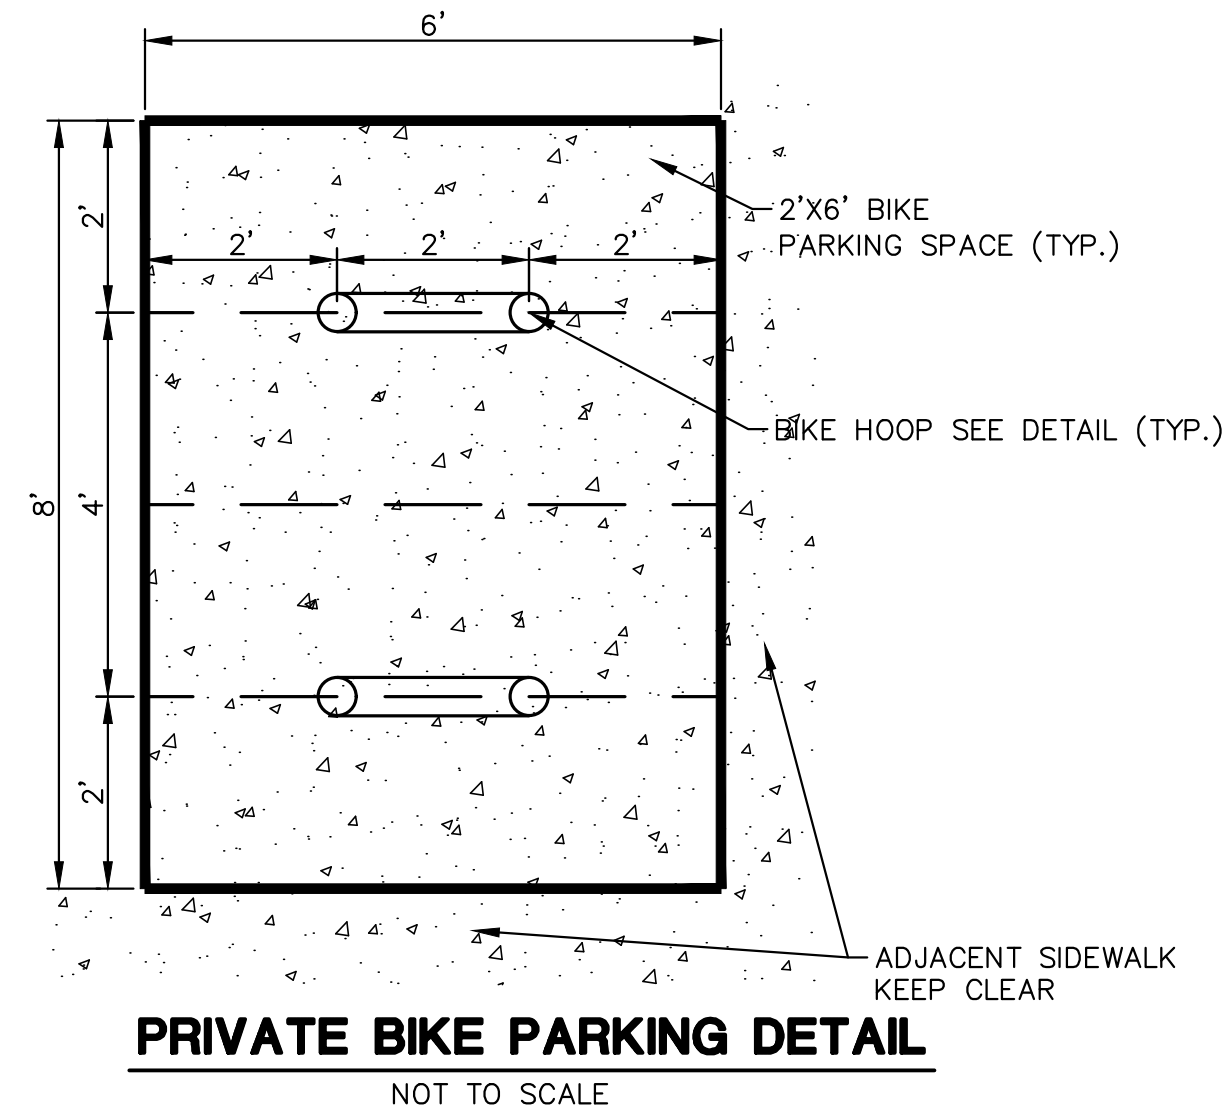 6'
2'
2'X6' BIKE
PARKING SPACE (TYP.)
2' 2' 2'
BIKE HOOP SEE DETAIL (TYP.)
8'
4'
2'
ADJACENT SIDEWALK
KEEP CLEAR
PRIVATE BIKE PARKING DETAIL
NOT TO SCALE